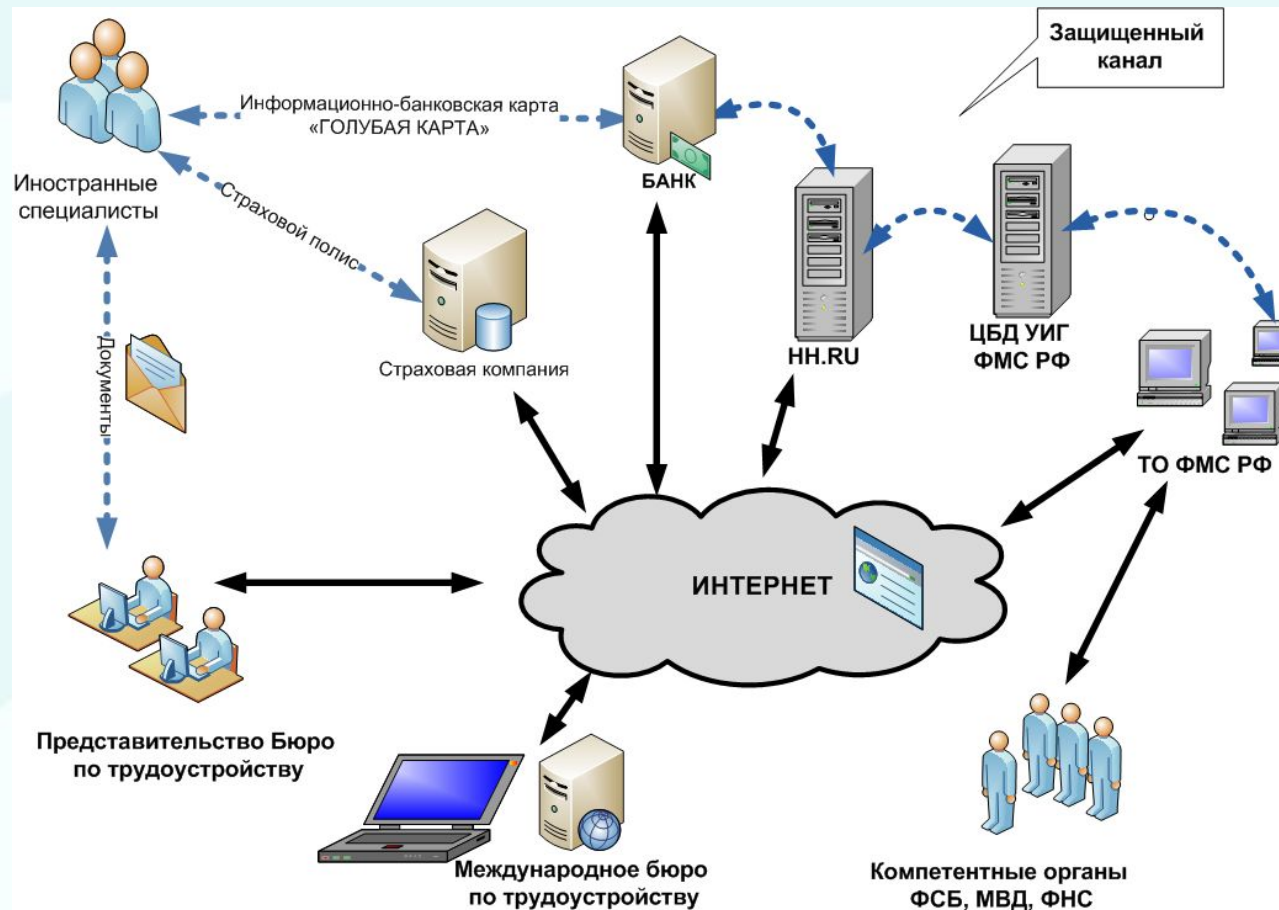 Защищенный
канал
Информационно-банковская карта
«ГОЛУБАЯ КАРТА»
БАНК
Иностранные
специалисты
Страховой полис
Страховая компания
HH.RU
ЦБД УИГ
ФМС РФ
Документы
ТО ФМС РФ
ИНТЕРНЕТ
Представительство Бюро
по трудоустройству
Международное бюро
по трудоустройству
Компетентные органы
ФСБ, МВД, ФНС